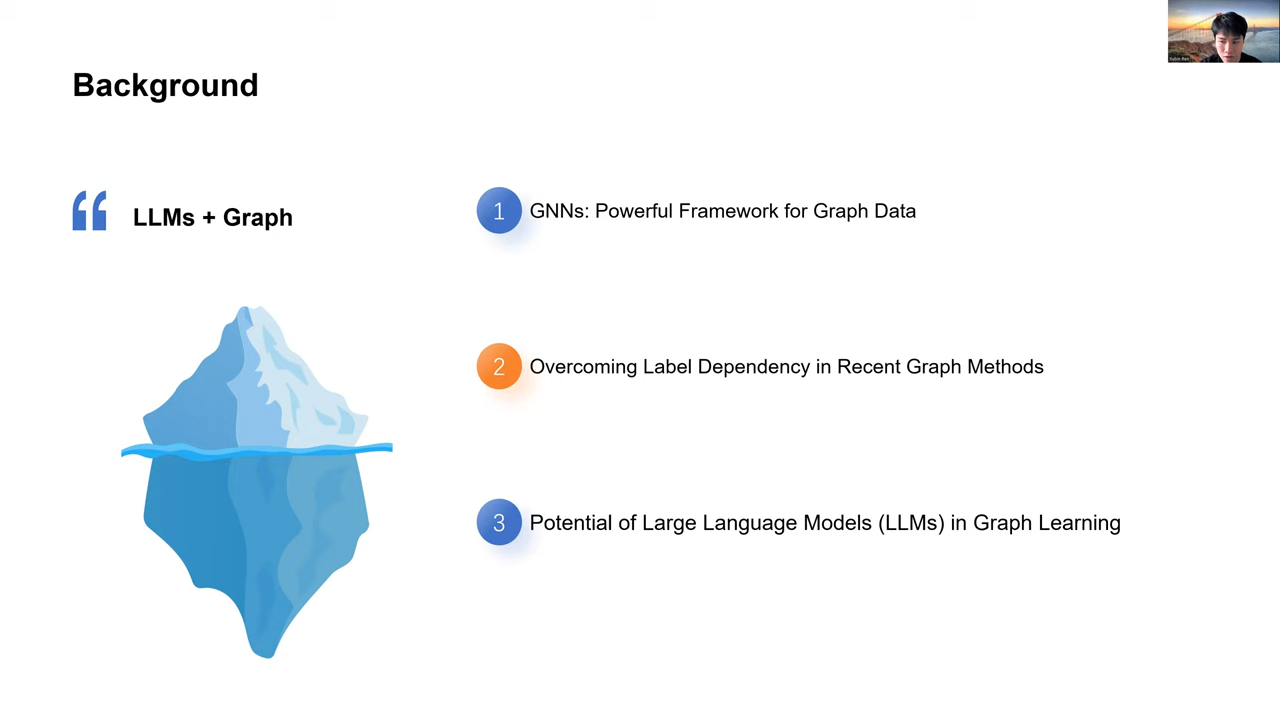 Background
LLMs + Graph
1 GNNs: Powerful Framework for Graph Data
2 Overcoming Label Dependency in Recent Graph Methods
3 Potential of Large Language Models (LLMs) in Graph Learning